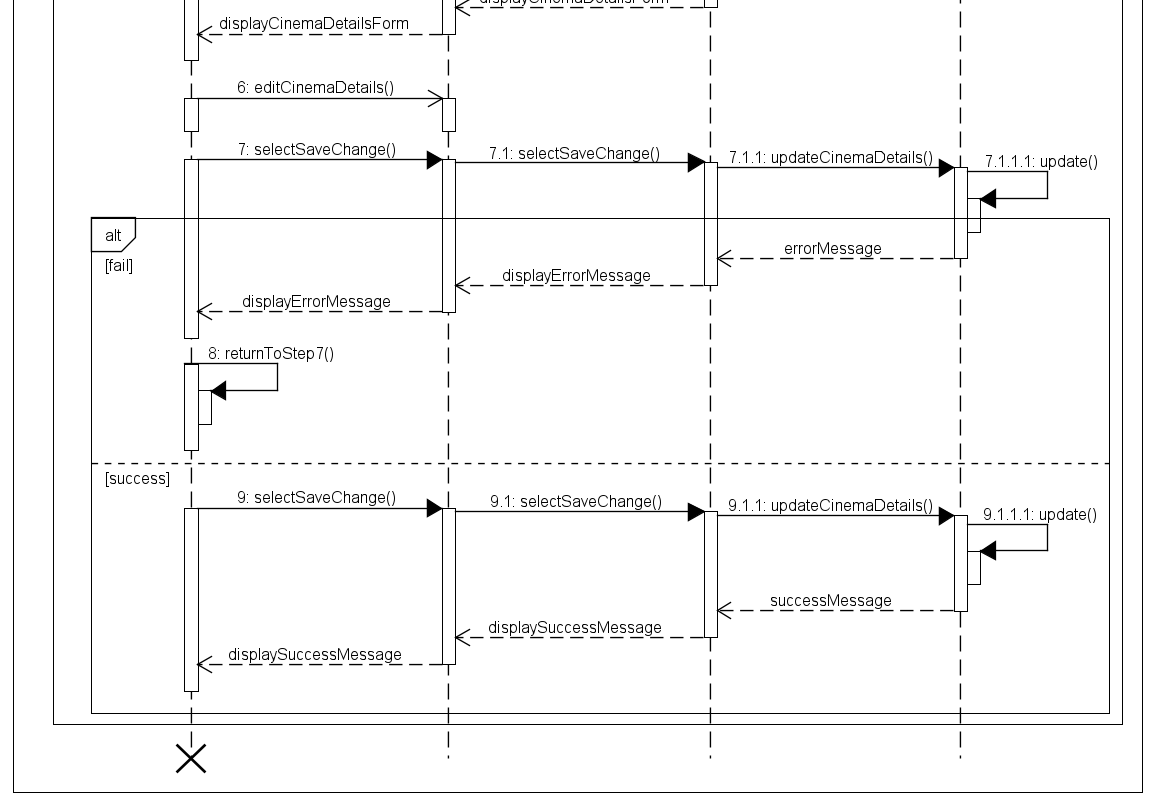 displayCinemaDetailsForm
displayCinemaDetailsForm
6: editCinemaDetails()
7: selectSaveChange()
7.1: selectSaveChange()
7.1.1: updateCinemaDetails()
7.1.1.1: update()
alt
[fail]
errorMessage
displayErrorMessage
displayErrorMessage
8: returnToStep7()
[success]
9: selectSaveChange()
9.1: selectSaveChange()
9.1.1: updateCinemaDetails()
9.1.1.1: update()
successMessage
displaySuccessMessage
displaySuccessMessage